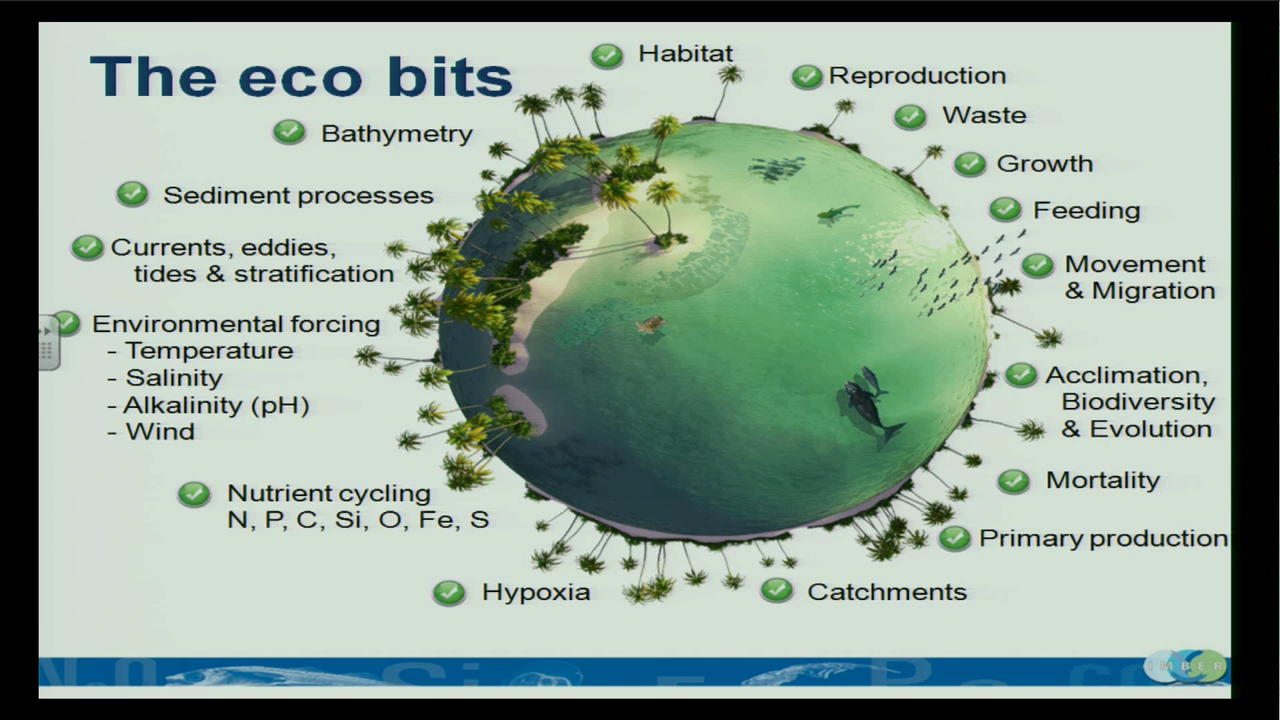 The eco bits
Habitat
Reproduction
Bathymetry
Waste
Growth
Sediment processes
Feeding
Currents, eddies,
tides & stratification
Movement
& Migration
Environmental forcing
- Temperature
- Salinity
- Alkalinity (pH)
- Wind
Acclimation,
Biodiversity
& Evolution
Mortality
Nutrient cycling
N, P, C, Si, O, Fe, S
Primary production
Hypoxia
Catchments
IMBER